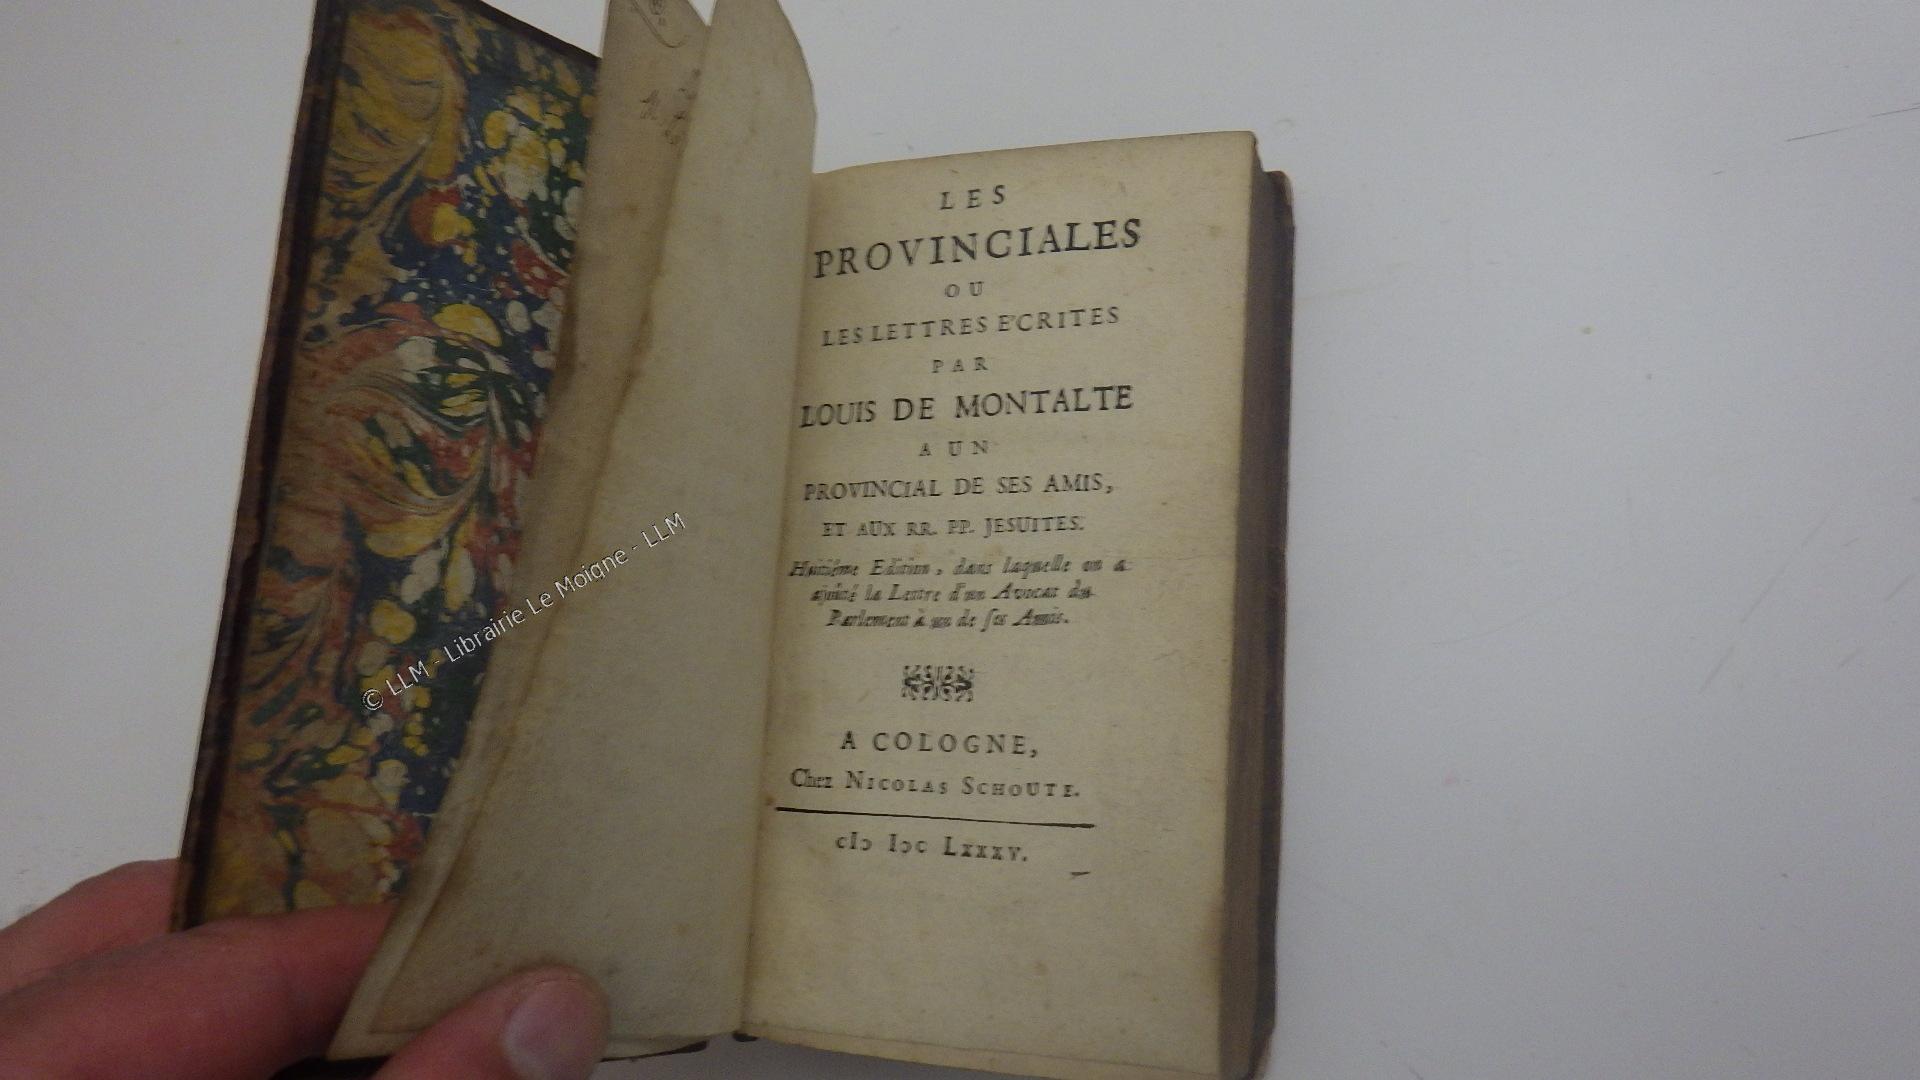 LES
PROVINCIALES
OU
LES LETTRES E'CRITES
PAR
LOUIS DE MONTALTE
A UN
PROVINCIAL DE SES AMIS,
ET AUX RR. PP. JESUITES.
Huitiéme Edition, dans laquelle on a
ajoûté la Lettre d'un Avocat du
Parlement à un de ſes Amis.
A COLOGNE,
Chez NICOLAS SCHOUTE.
cIɔ Iɔc LXXXV.
© LLM - Librairie Le Moigne - LLM